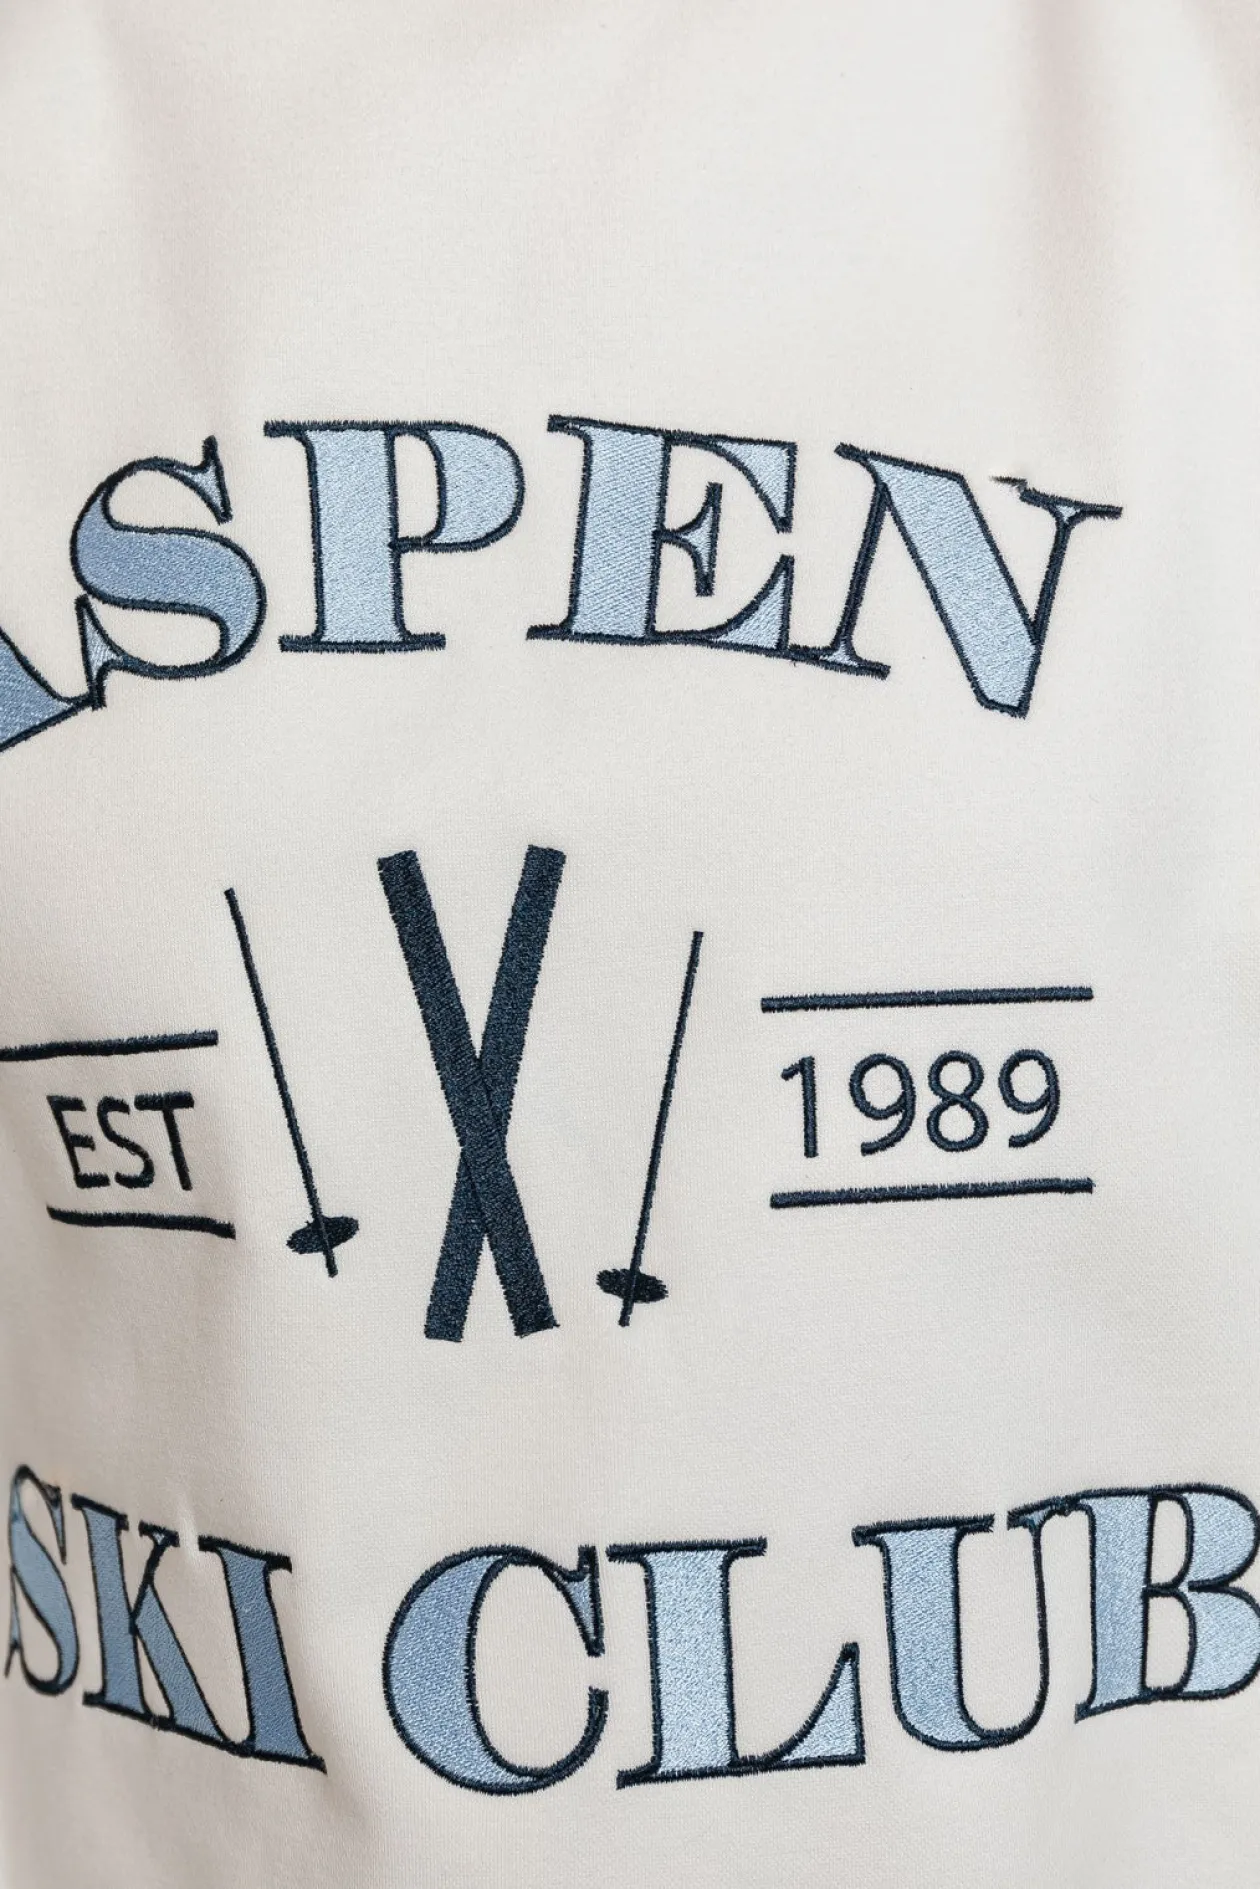 ASPEN
EST 1989
SKI CLUB